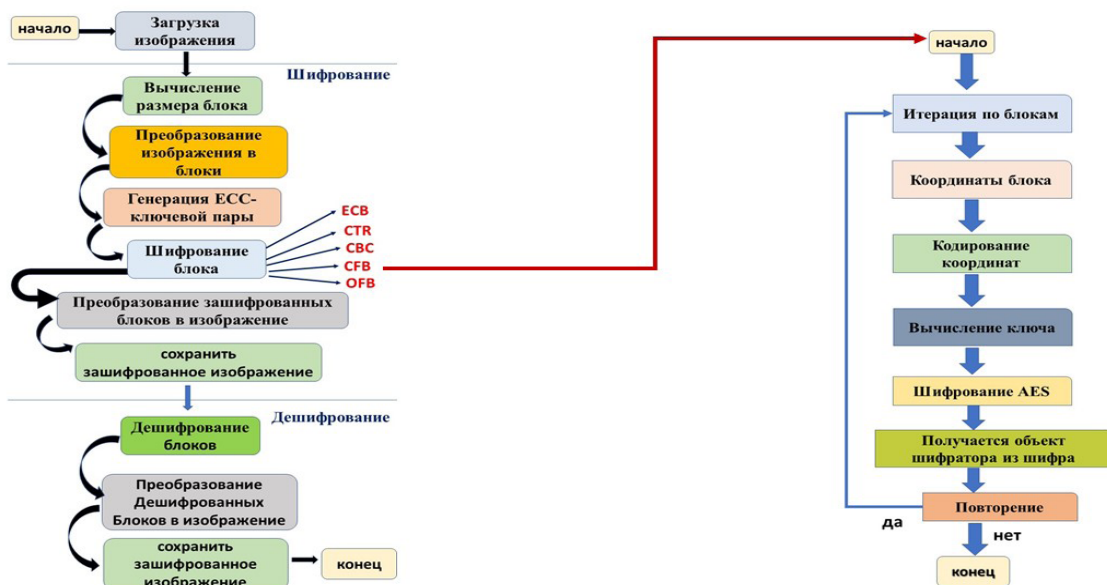 начало
Загрузка
изображения
Шифрование
Вычисление
размера блока
Преобразование
изображения в
блоки
Генерация ECC-
ключевой пары
Шифрование
блока
ECB
CTR
CBC
CFB
OFB
Преобразование зашифрованных
блоков в изображение
сохранить
зашифрованное изображение
Дешифрование
Дешифрование
блоков
Преобразование
Дешифрованных
Блоков в изображение
сохранить
зашифрованное
изображение
конец
начало
Итерация по блокам
Координаты блока
Кодирование
координат
Вычисление ключа
Шифрование AES
Получается объект
шифратора из шифра
Повторение
да
нет
конец